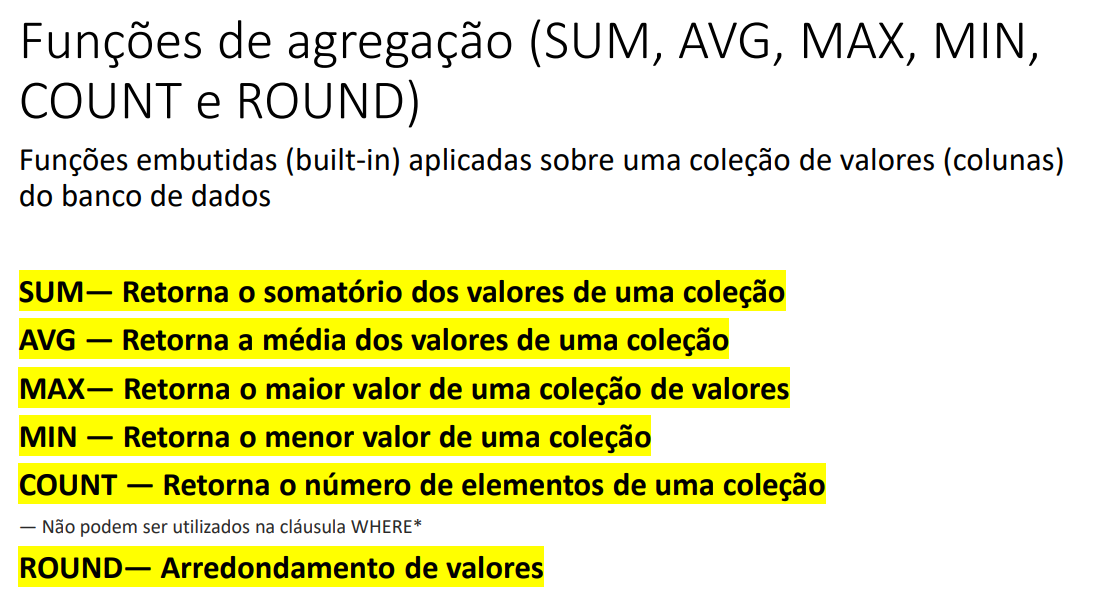 Funções de agregação (SUM, AVG, MAX, MIN,
COUNT e ROUND)
Funções embutidas (built-in) aplicadas sobre uma coleção de valores (colunas)
do banco de dados
SUM— Retorna o somatório dos valores de uma coleção
AVG — Retorna a média dos valores de uma coleção
MAX— Retorna o maior valor de uma coleção de valores
MIN — Retorna o menor valor de uma coleção
COUNT — Retorna o número de elementos de uma coleção
— Não podem ser utilizados na cláusula WHERE*
ROUND— Arredondamento de valores